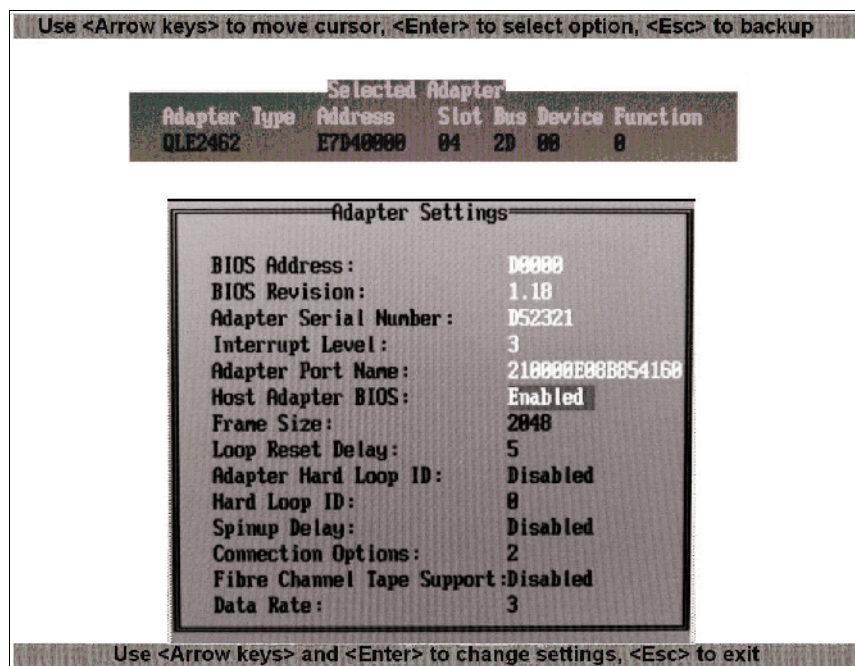 Use <Arrow keys> to move cursor, <Enter> to select option, <Esc> to backup
Selected Adapter
Adapter Type Address Slot Bus Device Function
QLE2462 E7D40000 04 2D 00 0
Adapter Settings
BIOS Address: D0000
BIOS Revision: 1.18
Adapter Serial Number: D52321
Interrupt Level: 3
Adapter Port Name: 210000E08B854160
Host Adapter BIOS: Enabled
Frame Size: 2048
Loop Reset Delay: 5
Adapter Hard Loop ID: Disabled
Hard Loop ID: 0
Spinup Delay: Disabled
Connection Options: 2
Fibre Channel Tape Support:Disabled
Data Rate: 3
Use <Arrow keys> and <Enter> to change settings, <Esc> to exit